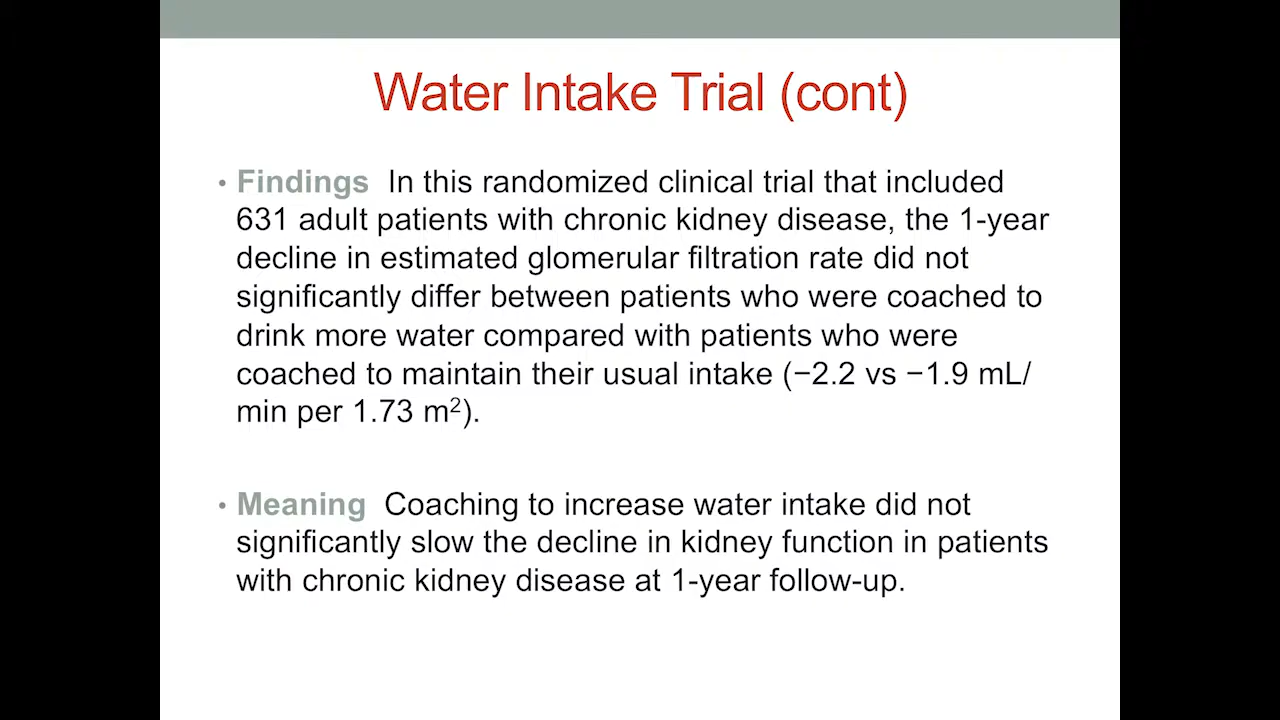 Water Intake Trial (cont)
• Findings In this randomized clinical trial that included
631 adult patients with chronic kidney disease, the 1-year
decline in estimated glomerular filtration rate did not
significantly differ between patients who were coached to
drink more water compared with patients who were
coached to maintain their usual intake (−2.2 vs −1.9 mL/
min per 1.73 m²).
• Meaning Coaching to increase water intake did not
significantly slow the decline in kidney function in patients
with chronic kidney disease at 1-year follow-up.